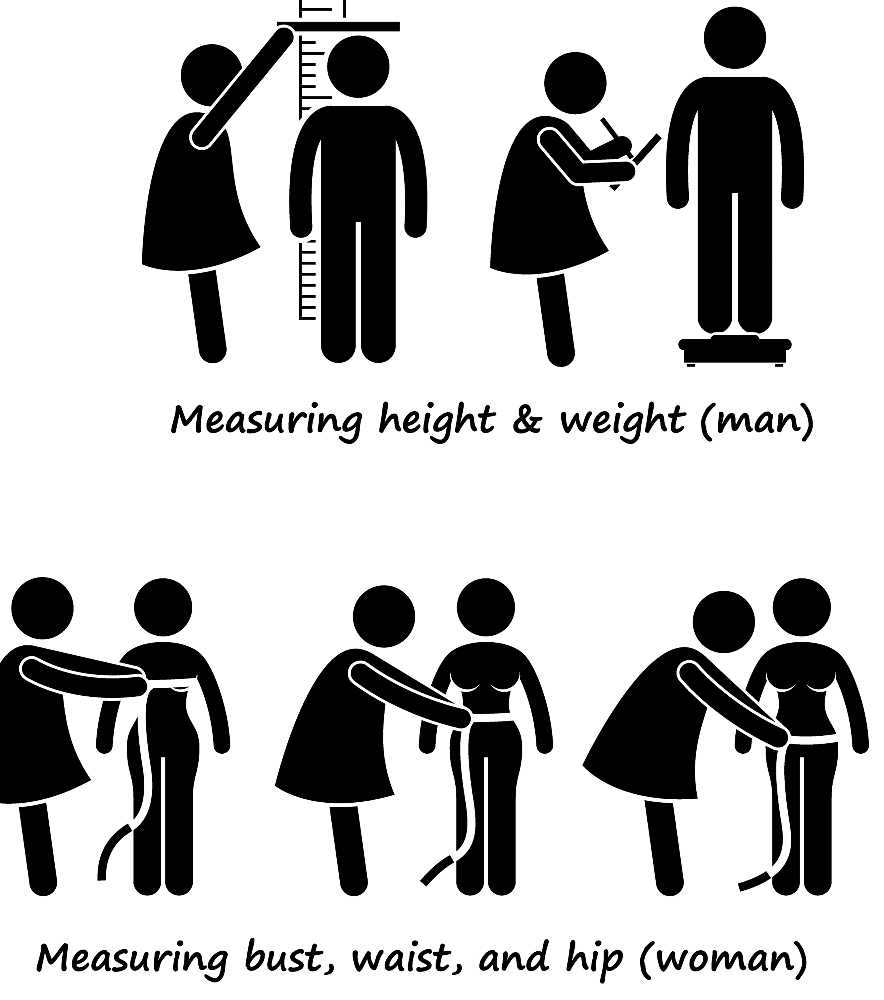 Measuring height & weight (man)
Measuring bust, waist, and hip (woman)